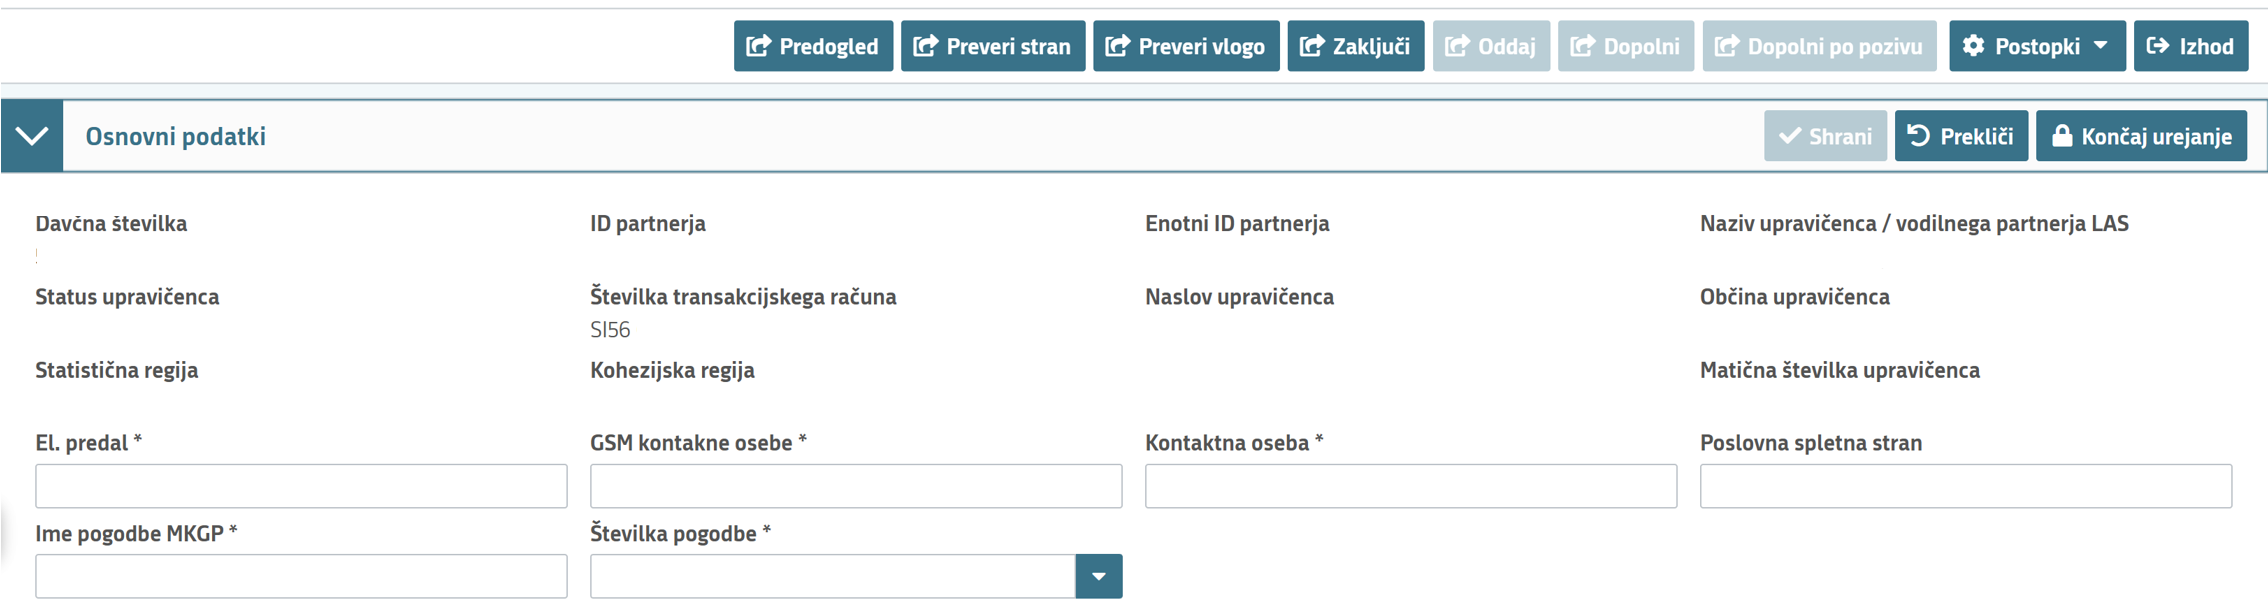 Predogled Preveri stran Preveri vlogo Zaključi Oddaj Dopolni Dopolni po pozivu Postopki Izhod
Osnovni podatki Shrani Prekliči Končaj urejanje
Davčna številka ID partnerja Enotni ID partnerja Naziv upravičenca / vodilnega partnerja LAS
Status upravičenca Številka transakcijskega računa Naslov upravičenca Občina upravičenca
SI56
Statistična regija Kohezijska regija Matična številka upravičenca
El. predal * GSM kontakne osebe * Kontaktna oseba * Poslovna spletna stran
Ime pogodbe MKGP * Številka pogodbe *